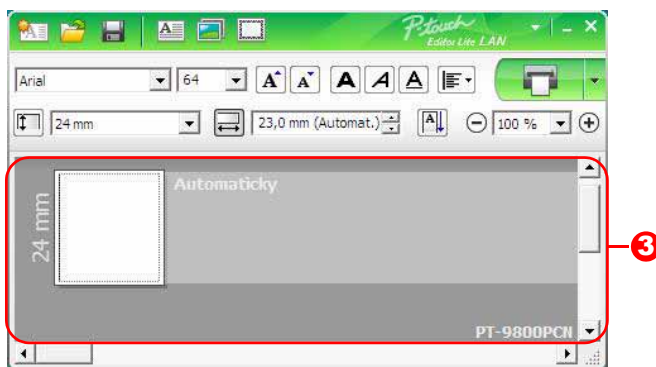 P-touch
Editor Lite LAN
Arial
64
A A A A A
24 mm
23,0 mm (Automat.)
A
100 %
Automaticky
24 mm
PT-9800PCN
3